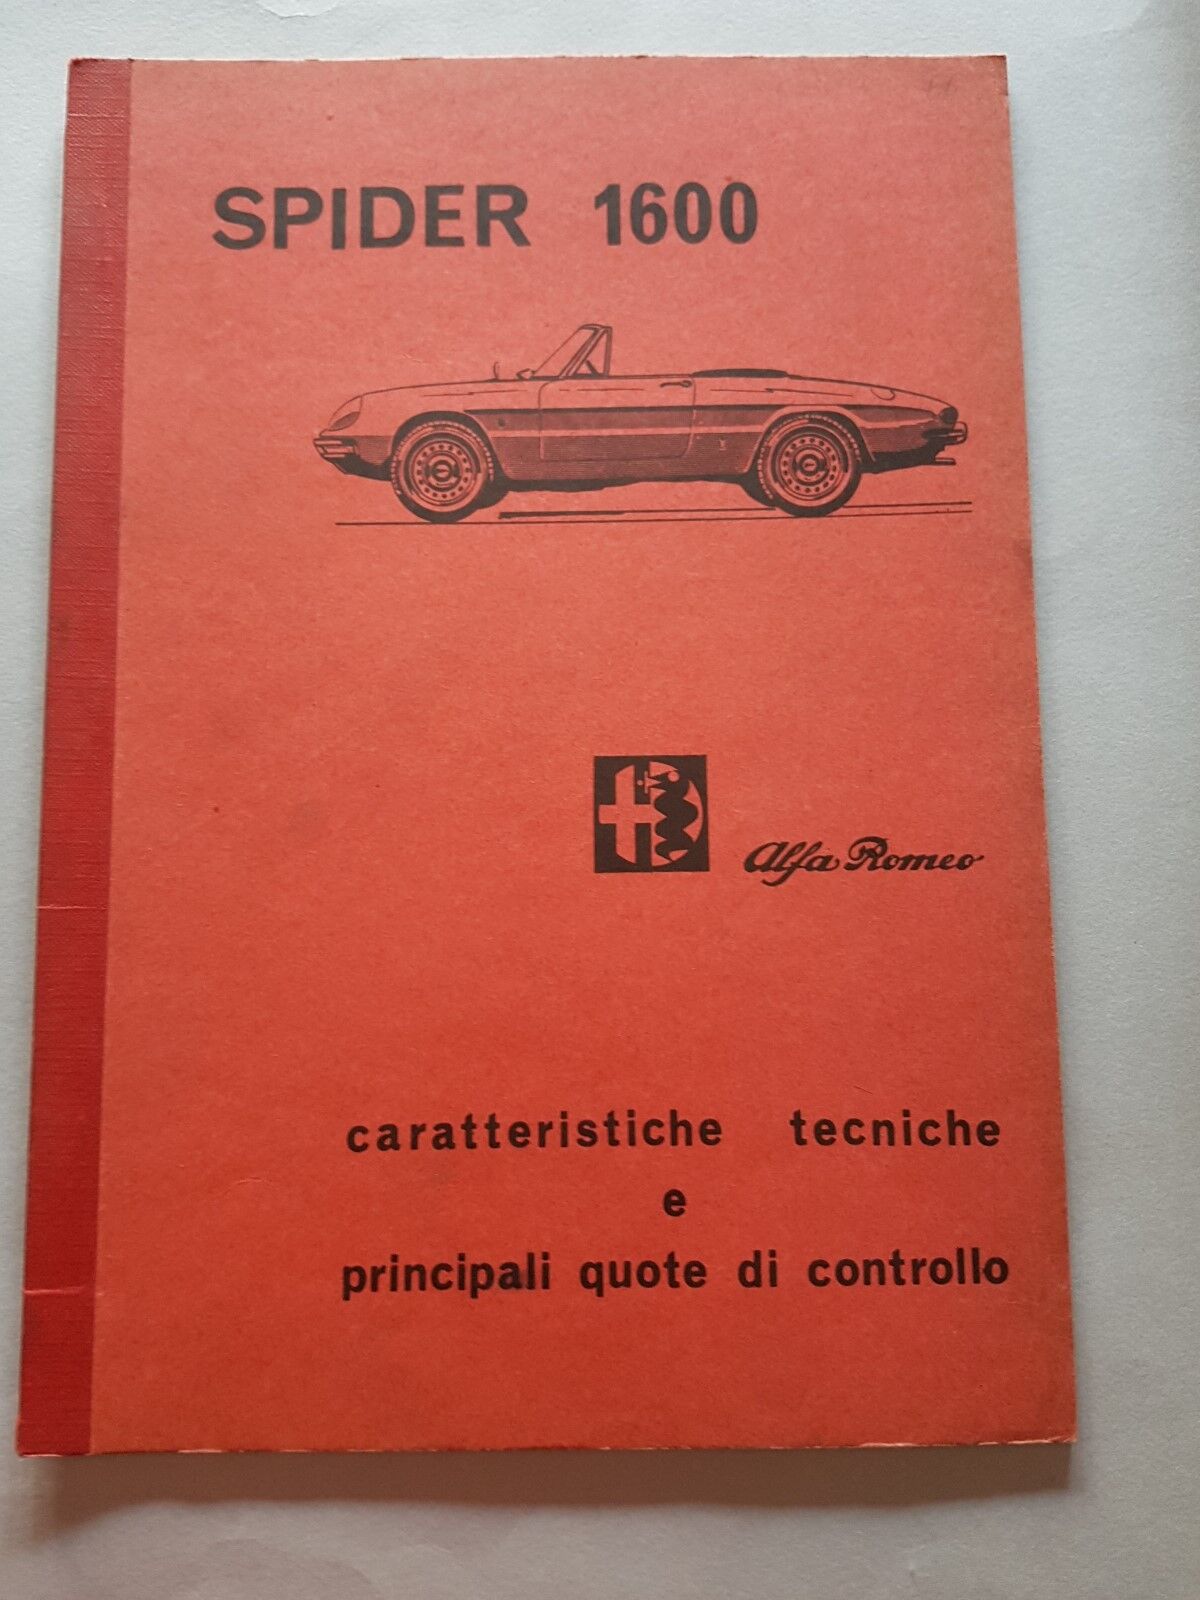 SPIDER 1600
Alfa Romeo
caratteristiche tecniche
e
principali quote di controllo